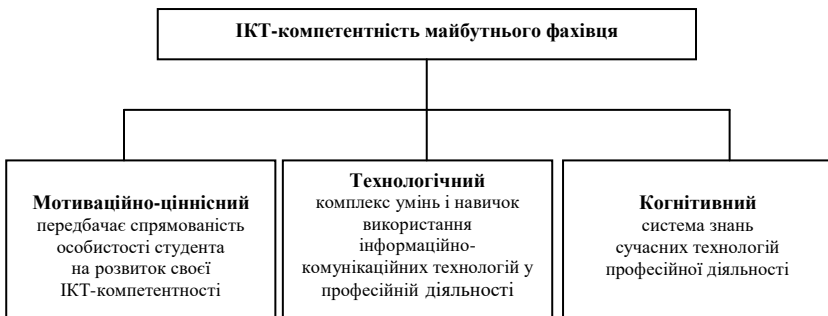 ІКТ-компетентність майбутнього фахівця
Мотиваційно-ціннісний
передбачає спрямованість
особистості студента
на розвиток своєї
ІКТ-компетентності
Технологічний
комплекс умінь і навичок
використання
інформаційно-
комунікаційних технологій у
професійній діяльності
Когнітивний
система знань
сучасних технологій
професійної діяльності